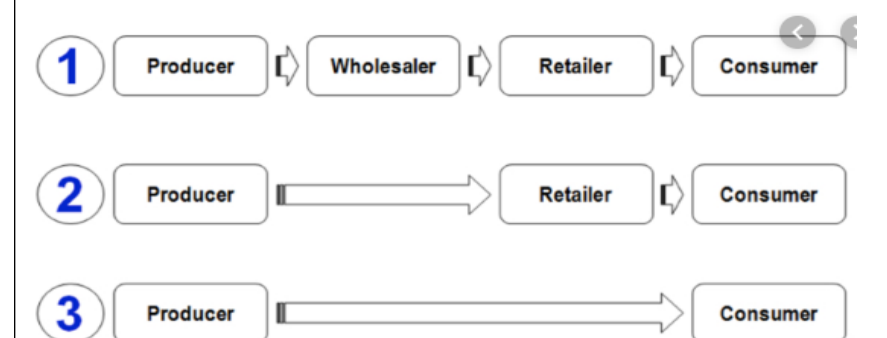 1 Producer Wholesaler Retailer Consumer
2 Producer Retailer Consumer
3 Producer Consumer